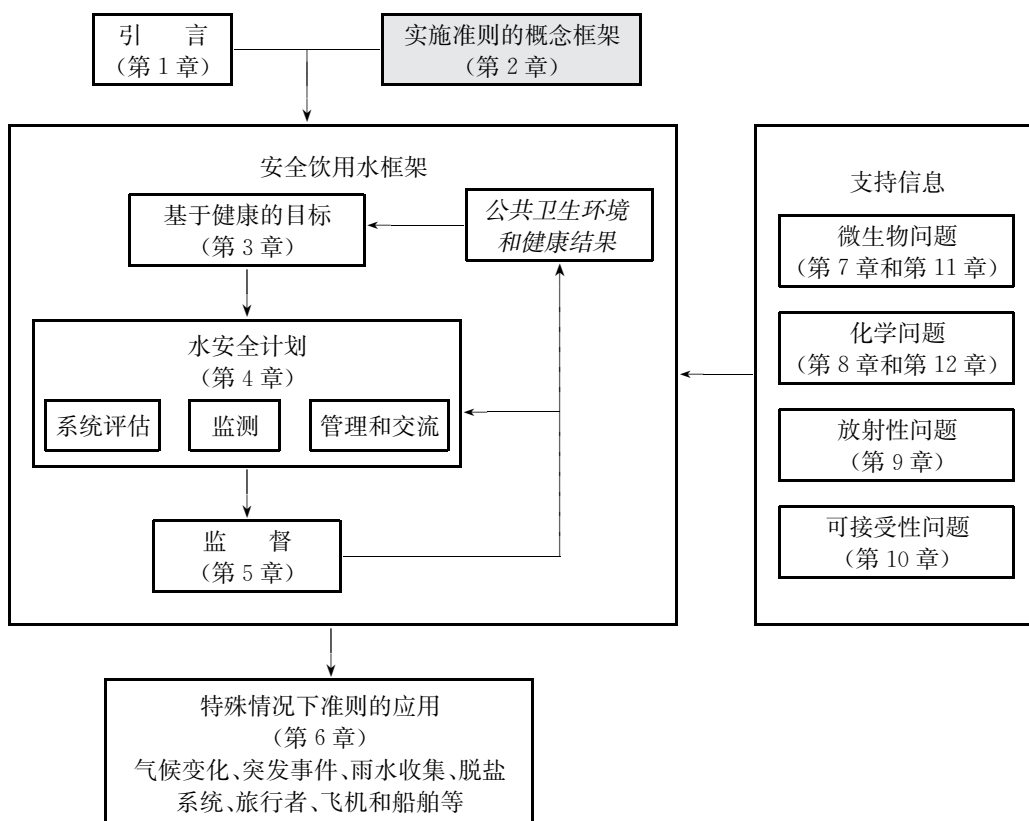 引 言
(第 1 章)
实施准则的概念框架
(第 2 章)
安全饮用水框架
基于健康的目标
(第 3 章)
公共卫生环境
和健康结果
水安全计划
(第 4 章)
系统评估
监测
管理和交流
监 督
(第 5 章)
支持信息
微生物问题
(第 7 章和第 11 章)
化学问题
(第 8 章和第 12 章)
放射性问题
(第 9 章)
可接受性问题
(第 10 章)
特殊情况下准则的应用
(第 6 章)
气候变化、突发事件、雨水收集、脱盐
系统、旅行者、飞机和船舶等